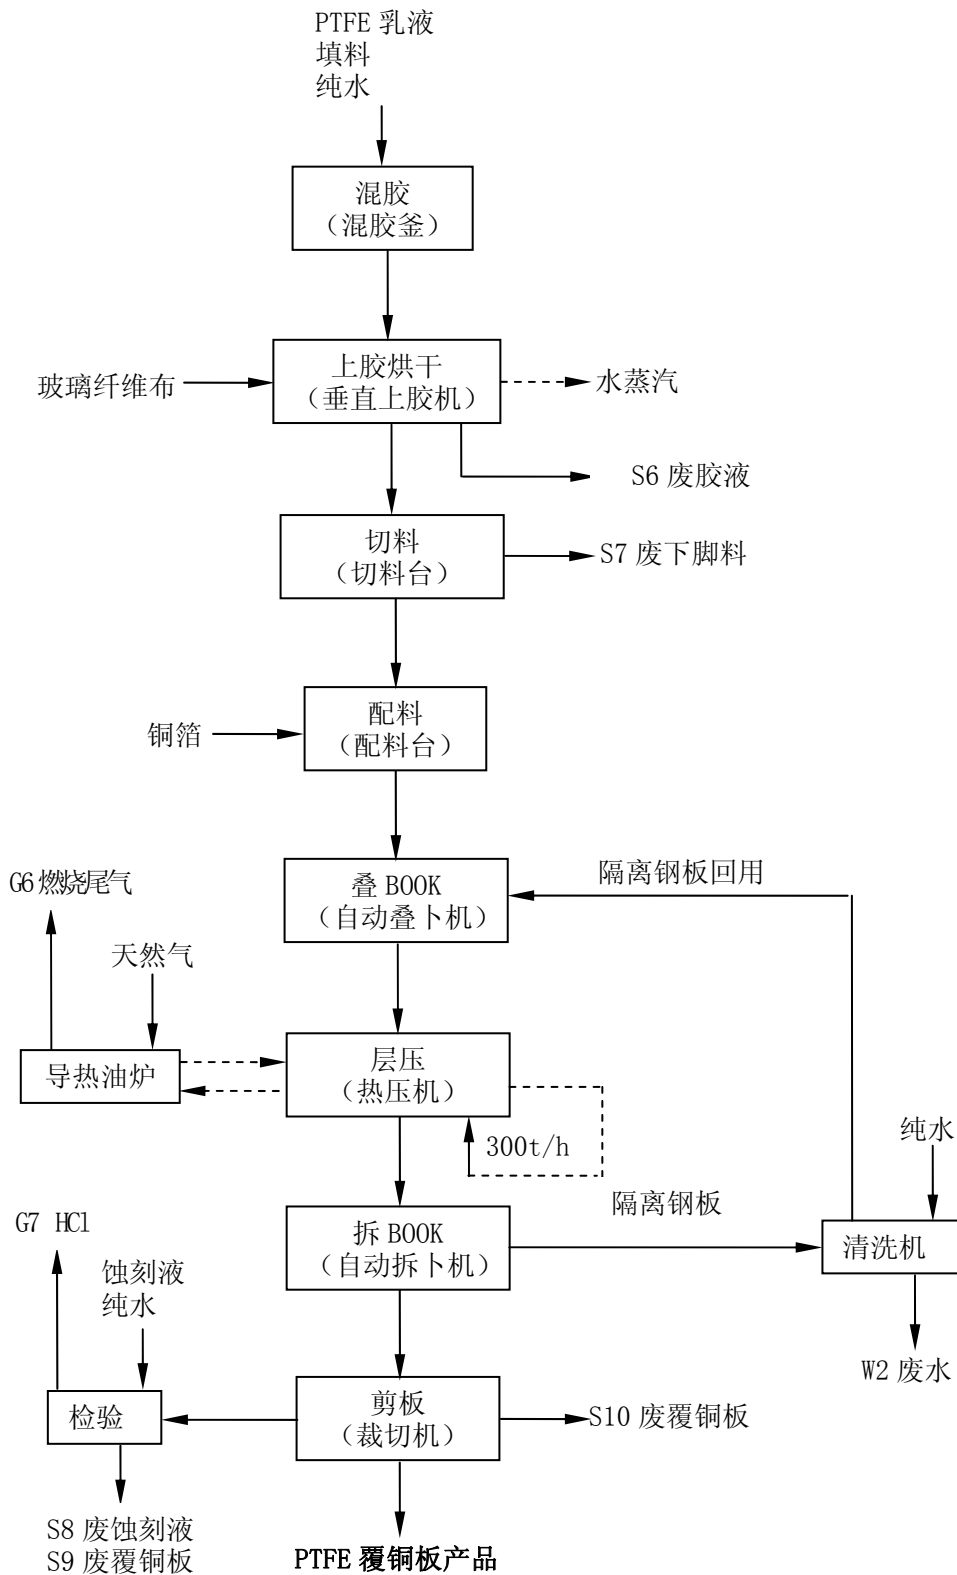 PTFE 乳液
填料
纯水
混胶
（混胶釜）
上胶烘干
（垂直上胶机）
玻璃纤维布
水蒸汽
S6 废胶液
切料
（切料台）
S7 废下脚料
配料
（配料台）
铜箔
叠 BOOK
（自动叠卜机）
隔离钢板回用
G6 燃烧尾气
天然气
导热油炉
层压
（热压机）
300t/h
纯水
隔离钢板
拆 BOOK
（自动拆卜机）
清洗机
G7 HCl
蚀刻液
纯水
W2 废水
检验
剪板
（裁切机）
S10 废覆铜板
S8 废蚀刻液
S9 废覆铜板
PTFE 覆铜板产品